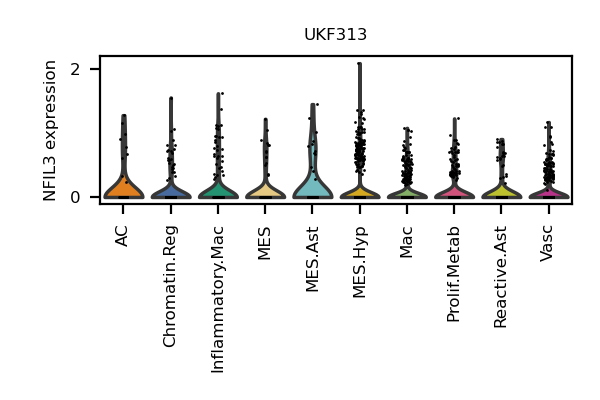 UKF313
NFIL3 expression
2
0
AC
Chromatin.Reg
Inflammatory.Mac
MES
MES.Ast
MES.Hyp
Mac
Prolif.Metab
Reactive.Ast
Vasc